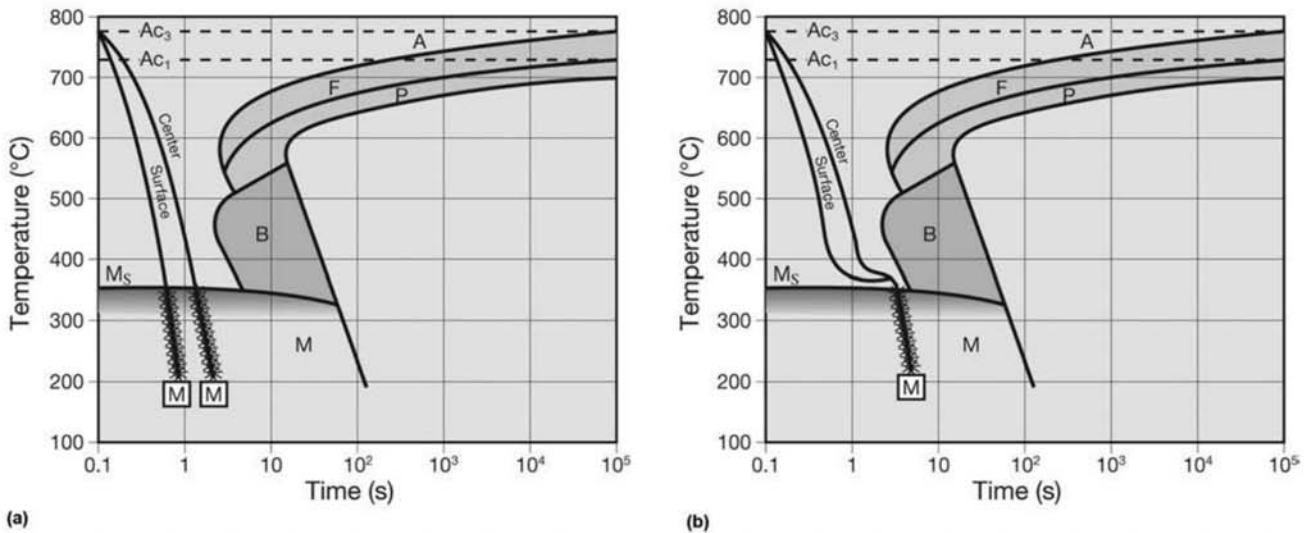 800
700
600
500
400
300
200
100
Temperature (°C)
Ac₃
Ac₁
A
F
P
Center
Surface
B
Mₛ
M
M M
0.1 1 10 10² 10³ 10⁴ 10⁵
Time (s)
(a)
800
700
600
500
400
300
200
100
Temperature (°C)
Ac₃
Ac₁
A
F
P
Center
Surface
B
Mₛ
M
M
0.1 1 10 10² 10³ 10⁴ 10⁵
Time (s)
(b)